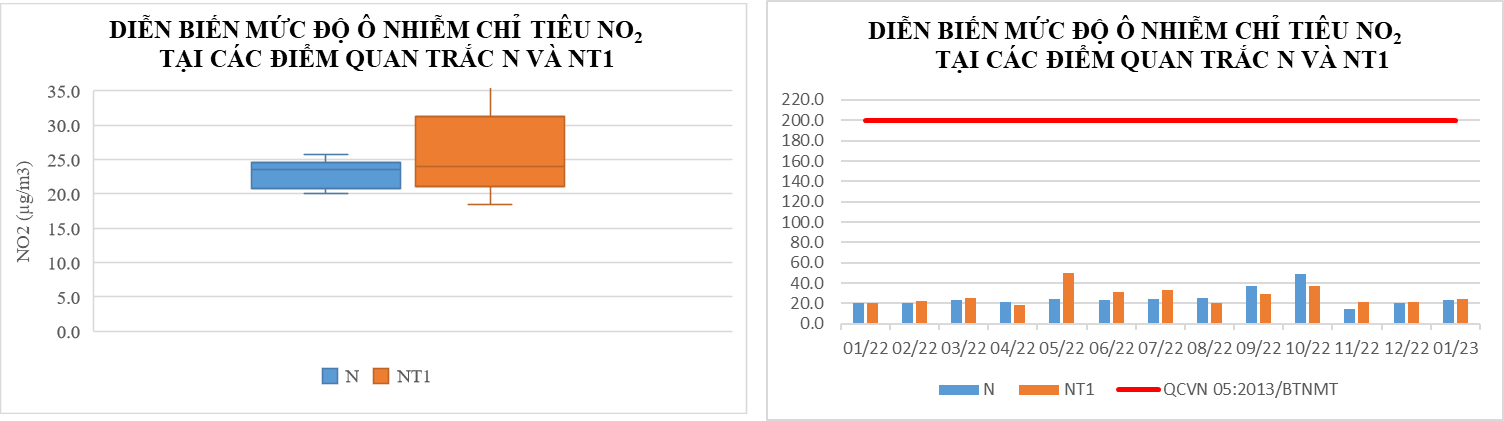 DIỄN BIẾN MỨC ĐỘ Ô NHIỄM CHỈ TIÊU NO₂
TẠI CÁC ĐIỂM QUAN TRẮC N VÀ NT1
35.0
30.0
25.0
20.0
15.0
10.0
5.0
0.0
NO2 (µg/m3)
N NT1
DIỄN BIẾN MỨC ĐỘ Ô NHIỄM CHỈ TIÊU NO₂
TẠI CÁC ĐIỂM QUAN TRẮC N VÀ NT1
220.0
200.0
180.0
160.0
140.0
120.0
100.0
80.0
60.0
40.0
20.0
0.0
01/22 02/22 03/22 04/22 05/22 06/22 07/22 08/22 09/22 10/22 11/22 12/22 01/23
N NT1 QCVN 05:2013/BTNMT